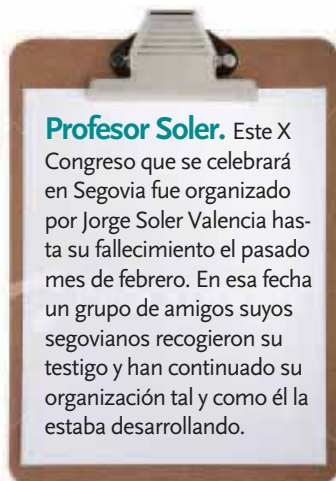 Profesor Soler. Este X
Congreso que se celebrará
en Segovia fue organizado
por Jorge Soler Valencia has-
ta su fallecimiento el pasado
mes de febrero. En esa fecha
un grupo de amigos suyos
segovianos recogieron su
testigo y han continuado su
organización tal y como él la
estaba desarrollando.